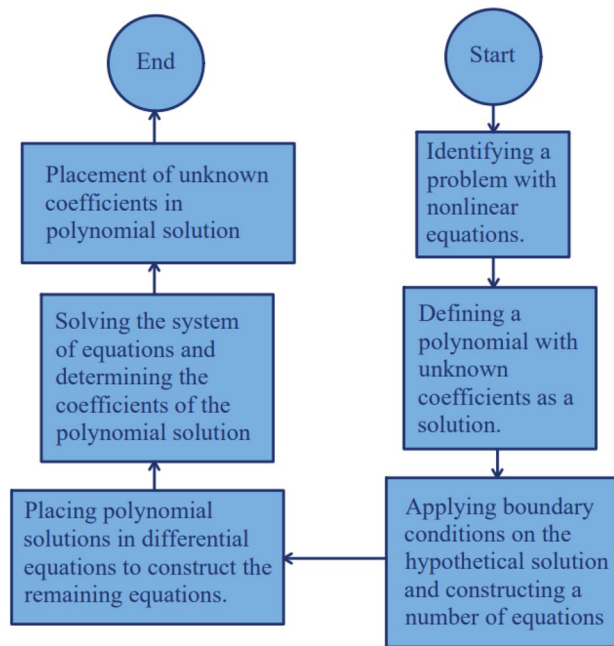 Start
Identifying a
problem with
nonlinear
equations.
Defining a
polynomial with
unknown
coefficients as a
solution.
Applying boundary
conditions on the
hypothetical solution
and constructing a
number of equations
Placing polynomial
solutions in differential
equations to construct the
remaining equations.
Solving the system
of equations and
determining the
coefficients of the
polynomial solution
Placement of unknown
coefficients in
polynomial solution
End